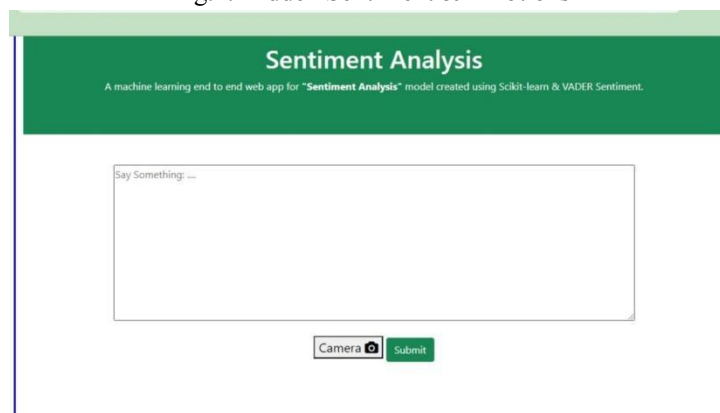 Sentiment Analysis
A machine learning end to end web app for "Sentiment Analysis" model created using Scikit-learn & VADER Sentiment.
Say Something: ....
Camera
Submit